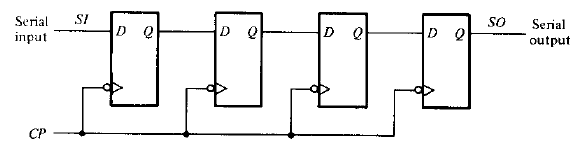 Serial input
SI
D Q
D Q
D Q
D Q
SO
Serial output
CP